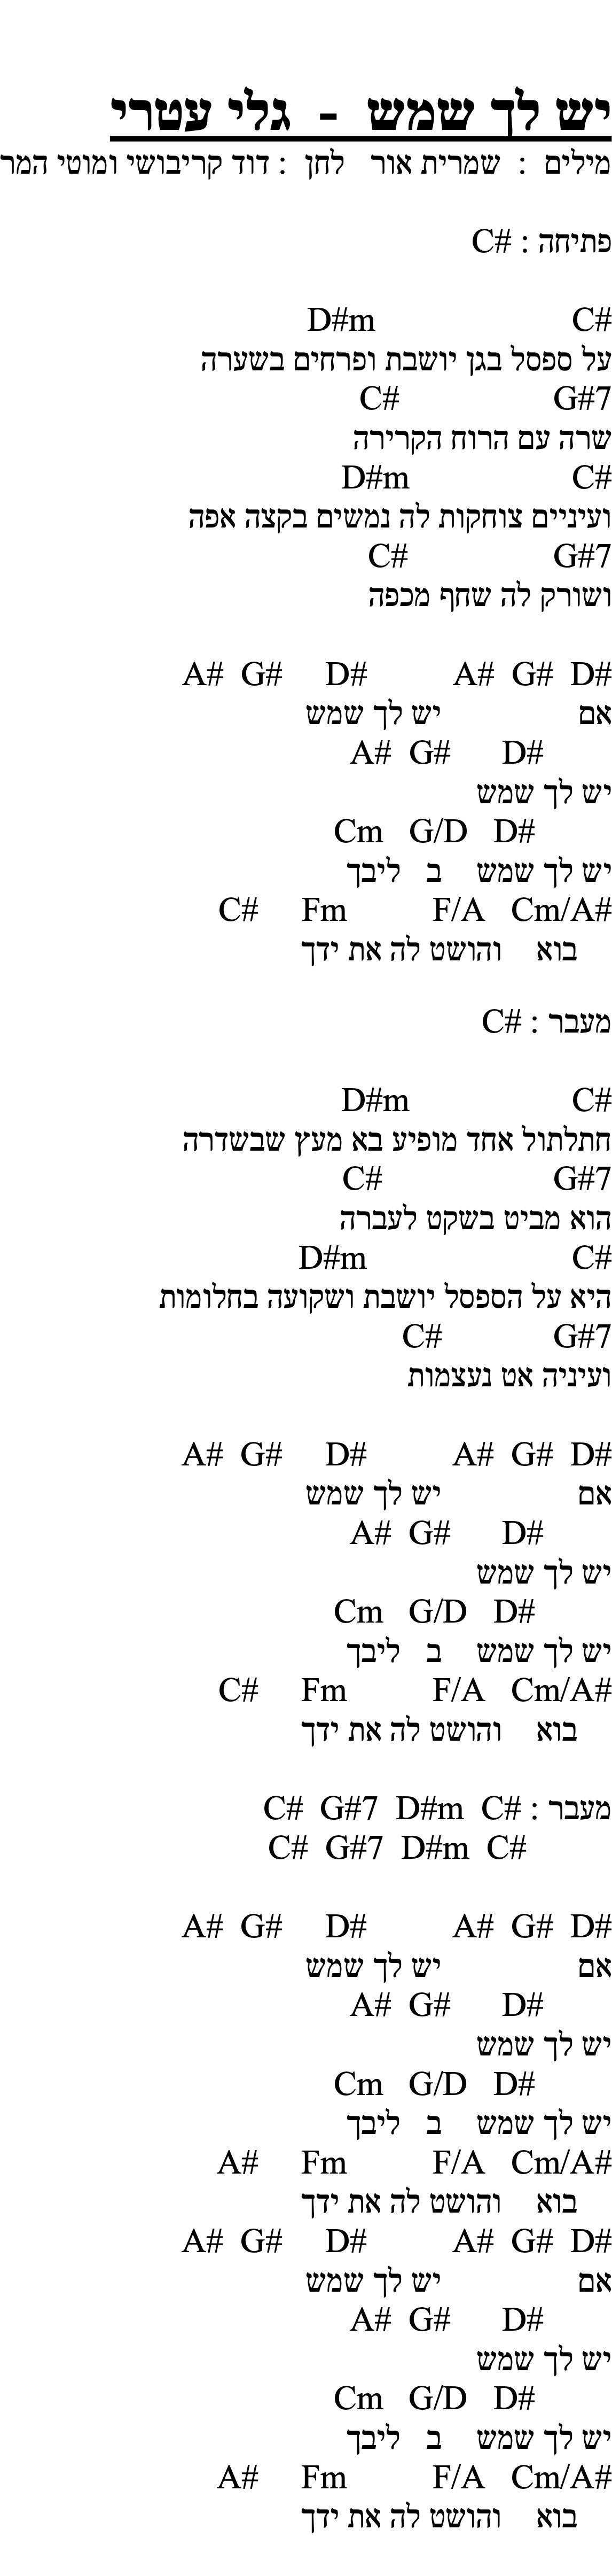 יש לך שמש - גלי עטרי
מילים : שמרית אור לחן : דוד קריבושי ומוטי המר
פתיחה : C#
C# D#m
על ספסל בגן יושבת ופרחים בשערה
G#7 C#
שרה עם הרוח הקרירה
C# D#m
ועיניים צוחקות לה נמשים בקצה אפה
G#7 C#
ושורק לה שחף מכפה
D# G# A# D# G# A#
אם יש לך שמש
D# G# A#
יש לך שמש
D# G/D Cm
יש לך שמש ב ליבך
Cm/A# F/A Fm C#
בוא והושט לה את ידך
מעבר : C#
C# D#m
חתלתול אחד מופיע בא מעץ שבשדרה
G#7 C#
הוא מביט בשקט לעברה
C# D#m
היא על הספסל יושבת ושקועה בחלומות
G#7 C#
ועיניה אט נעצמות
D# G# A# D# G# A#
אם יש לך שמש
D# G# A#
יש לך שמש
D# G/D Cm
יש לך שמש ב ליבך
Cm/A# F/A Fm C#
בוא והושט לה את ידך
מעבר : C# D#m G#7 C#
C# D#m G#7 C#
D# G# A# D# G# A#
אם יש לך שמש
D# G# A#
יש לך שמש
D# G/D Cm
יש לך שמש ב ליבך
Cm/A# F/A Fm A#
בוא והושט לה את ידך
D# G# A# D# G# A#
אם יש לך שמש
D# G# A#
יש לך שמש
D# G/D Cm
יש לך שמש ב ליבך
Cm/A# F/A Fm A#
בוא והושט לה את ידך